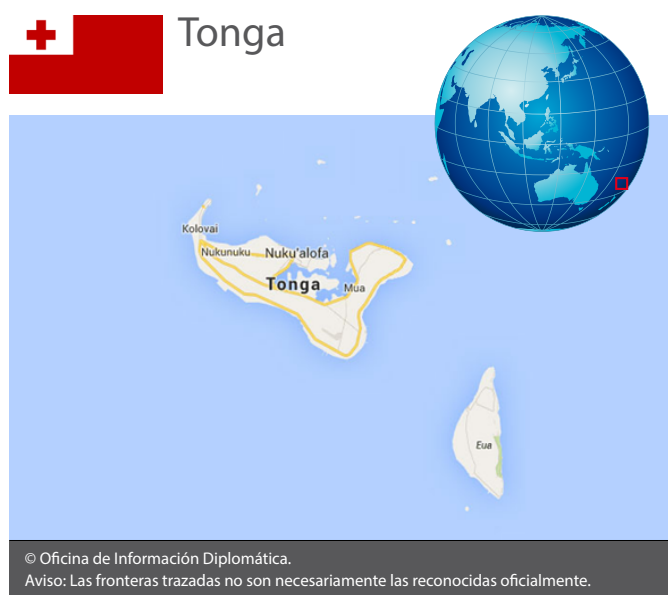 Tonga
Kolovai
Nukunuku
Nuku'alofa
Tonga
Mua
Eua
© Oficina de Información Diplomática.
Aviso: Las fronteras trazadas no son necesariamente las reconocidas oficialmente.